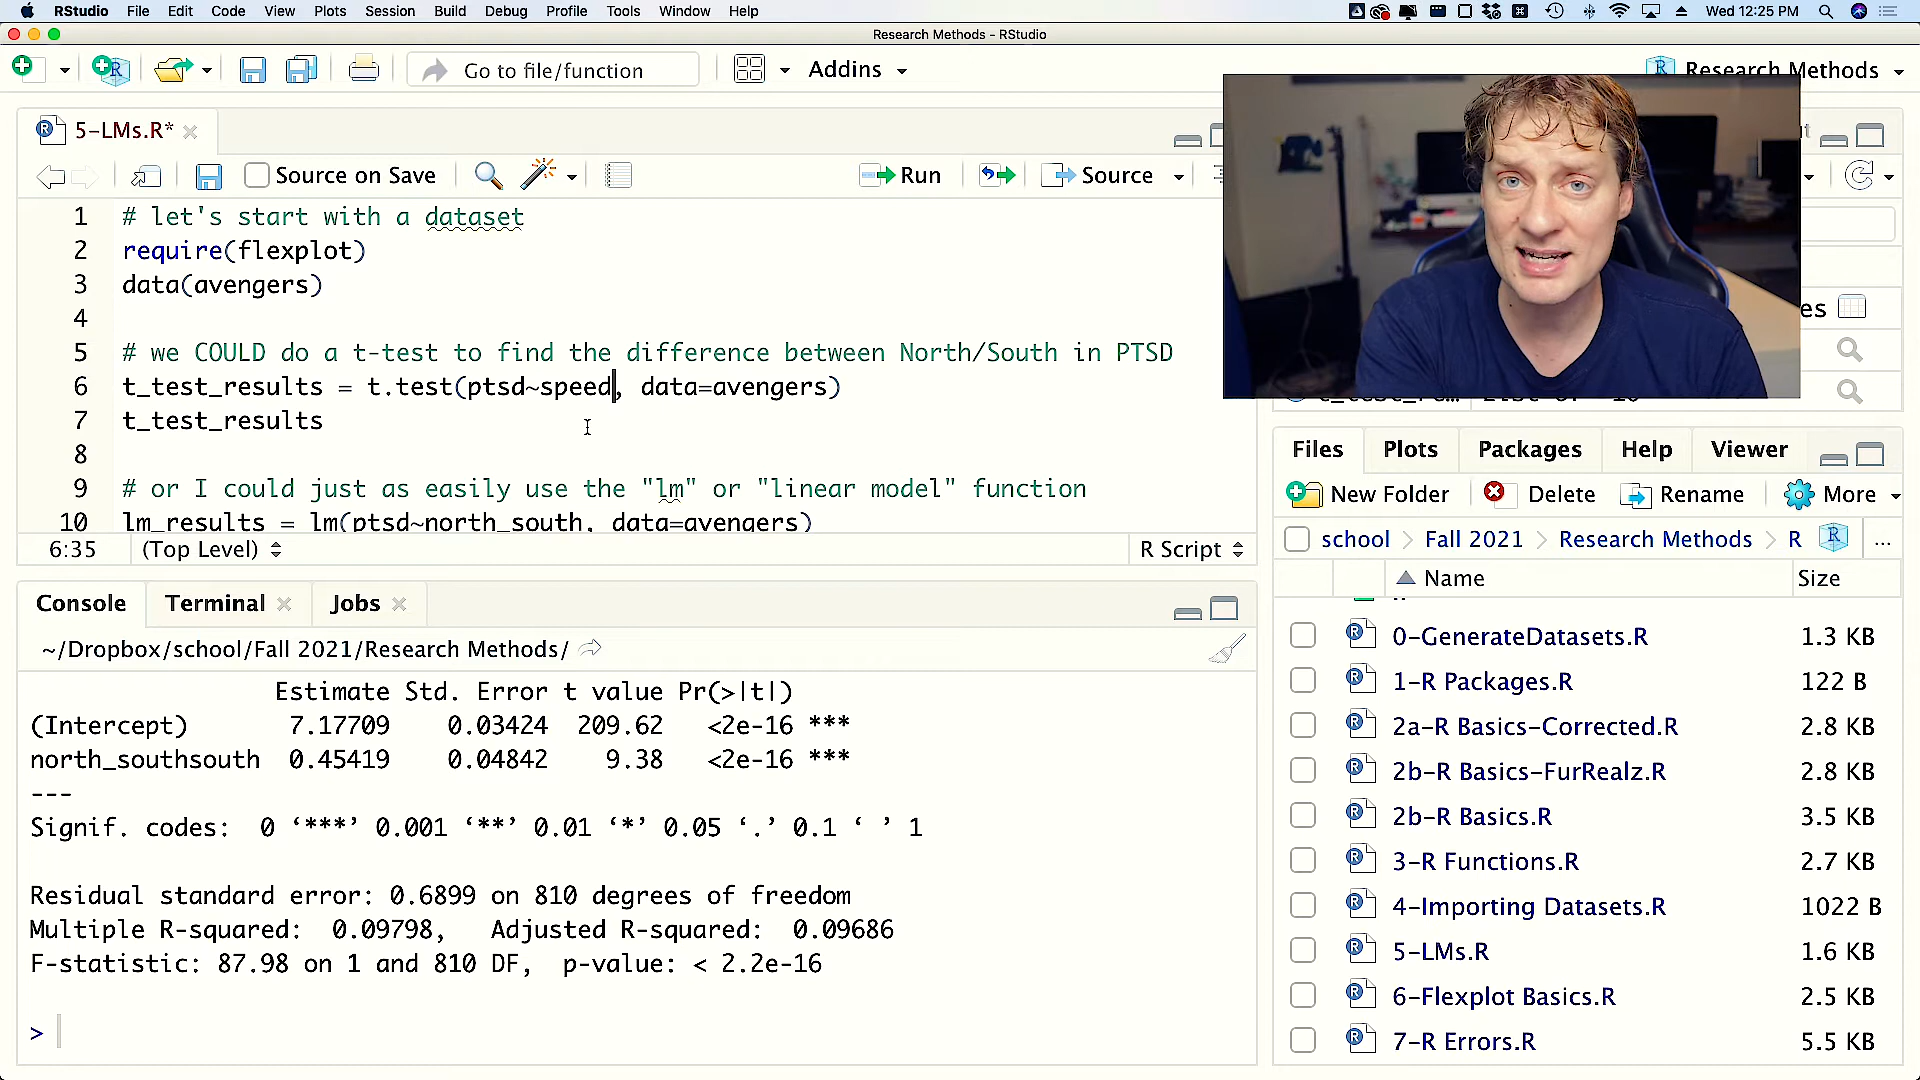 RStudio File Edit Code View Plots Session Build Debug Profile Tools Window Help Wed 12:25 PM
Research Methods - RStudio
Go to file/function Addins Research Methods
5-LMs.R*
Source on Save Run Source
1 # let's start with a dataset
2 require(flexplot)
3 data(avengers)
4
5 # we COULD do a t-test to find the difference between North/South in PTSD
6 t_test_results = t.test(ptsd~speed, data=avengers)
7 t_test_results
8
9 # or I could just as easily use the "lm" or "linear model" function
10 lm_results = lm(ptsd~north_south, data=avengers)
6:35 (Top Level) R Script
Console Terminal Jobs
~/Dropbox/school/Fall 2021/Research Methods/
Estimate Std. Error t value Pr(>|t|)
(Intercept) 7.17709 0.03424 209.62 <2e-16 ***
north_southsouth 0.45419 0.04842 9.38 <2e-16 ***
---
Signif. codes: 0 ‘***’ 0.001 ‘**’ 0.01 ‘*’ 0.05 ‘.’ 0.1 ‘ ’ 1
Residual standard error: 0.6899 on 810 degrees of freedom
Multiple R-squared: 0.09798, Adjusted R-squared: 0.09686
F-statistic: 87.98 on 1 and 810 DF, p-value: < 2.2e-16
>
Files Plots Packages Help Viewer
New Folder Delete Rename More
school > Fall 2021 > Research Methods > R ...
Name Size
0-GenerateDatasets.R 1.3 KB
1-R Packages.R 122 B
2a-R Basics-Corrected.R 2.8 KB
2b-R Basics-FurRealz.R 2.8 KB
2b-R Basics.R 3.5 KB
3-R Functions.R 2.7 KB
4-Importing Datasets.R 1022 B
5-LMs.R 1.6 KB
6-Flexplot Basics.R 2.5 KB
7-R Errors.R 5.5 KB